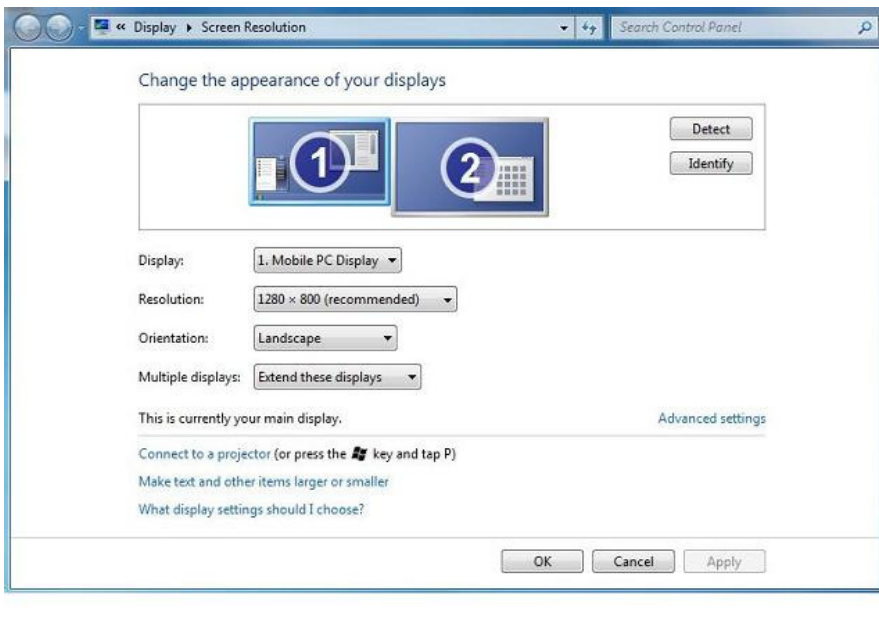 « Display ▸ Screen Resolution Search Control Panel
Change the appearance of your displays
1 2
Detect
Identify
Display: 1. Mobile PC Display
Resolution: 1280 × 800 (recommended)
Orientation: Landscape
Multiple displays: Extend these displays
This is currently your main display. Advanced settings
Connect to a projector (or press the key and tap P)
Make text and other items larger or smaller
What display settings should I choose?
OK Cancel Apply